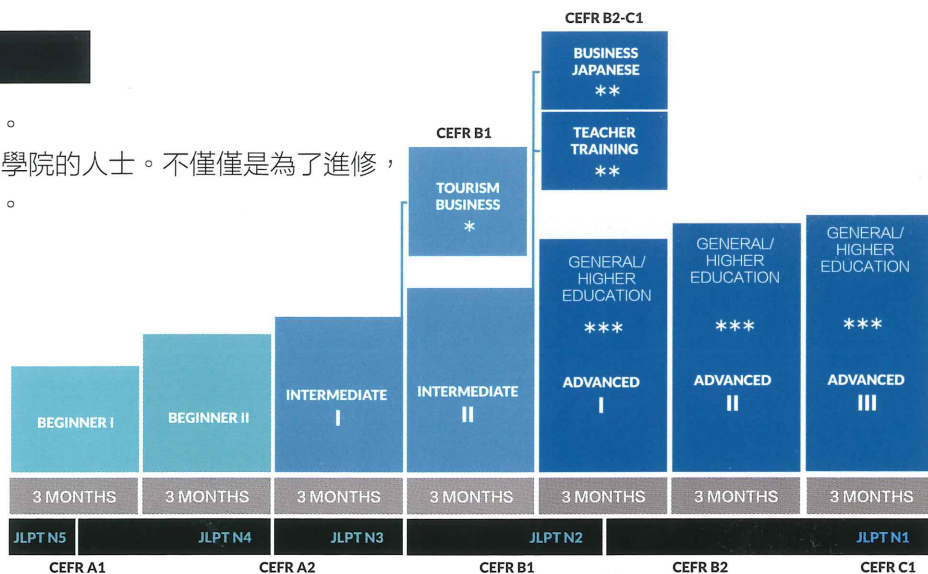 CEFR B2-C1
BUSINESS
JAPANESE
**
TEACHER
TRAINING
**
。
學院的人士。不僅僅是為了進修，
。
CEFR B1
TOURISM
BUSINESS
*
GENERAL/
HIGHER
EDUCATION
***
ADVANCED
I
GENERAL/
HIGHER
EDUCATION
***
ADVANCED
II
GENERAL/
HIGHER
EDUCATION
***
ADVANCED
III
BEGINNER I
BEGINNER II
INTERMEDIATE
I
INTERMEDIATE
II
3 MONTHS
3 MONTHS
3 MONTHS
3 MONTHS
3 MONTHS
3 MONTHS
3 MONTHS
JLPT N5
JLPT N4
JLPT N3
JLPT N2
JLPT N1
CEFR A1
CEFR A2
CEFR B1
CEFR B2
CEFR C1